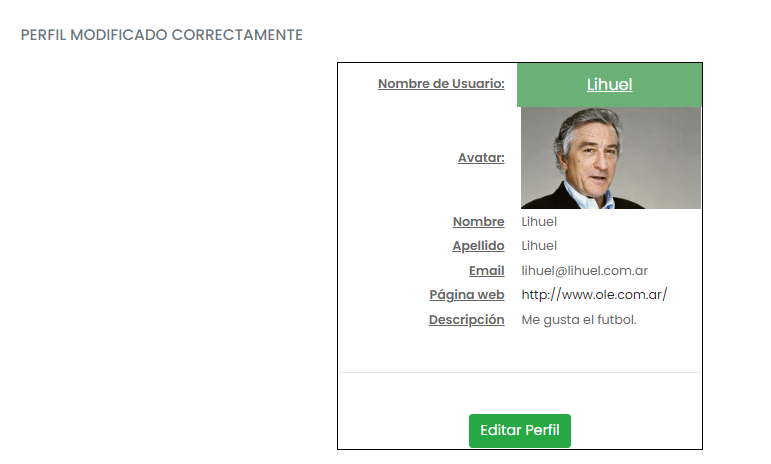 PERFIL MODIFICADO CORRECTAMENTE
Nombre de Usuario: Lihuel
Avatar:
Nombre Lihuel
Apellido Lihuel
Email lihuel@lihuel.com.ar
Página web http://www.ole.com.ar/
Descripción Me gusta el futbol.
Editar Perfil